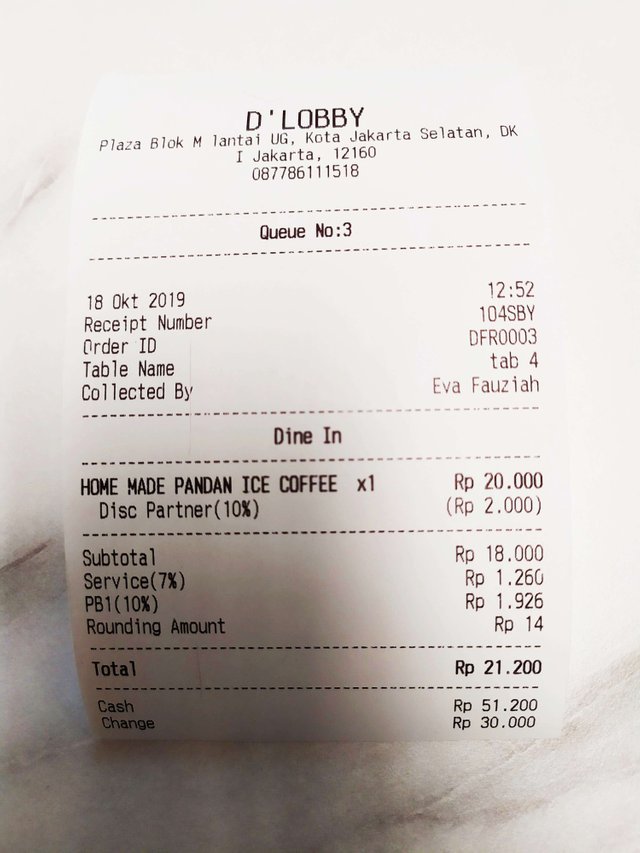 D'LOBBY
Plaza Blok M lantai UG, Kota Jakarta Selatan, DK
I Jakarta, 12160
087786111518
Queue No:3
18 Okt 2019 12:52
Receipt Number 104SBY
Order ID DFR0003
Table Name tab 4
Collected By Eva Fauziah
Dine In
HOME MADE PANDAN ICE COFFEE x1 Rp 20.000
Disc Partner(10%) (Rp 2.000)
Subtotal Rp 18.000
Service(7%) Rp 1.260
PB1(10%) Rp 1.926
Rounding Amount Rp 14
Total Rp 21.200
Cash Rp 51.200
Change Rp 30.000